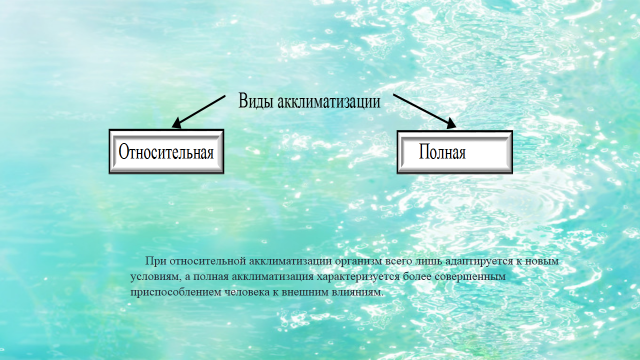 Виды акклиматизации
Относительная
Полная
При относительной акклиматизации организм всего лишь адаптируется к новым
условиям, а полная акклиматизация характеризуется более совершенным
приспособлением человека к внешним влияниям.